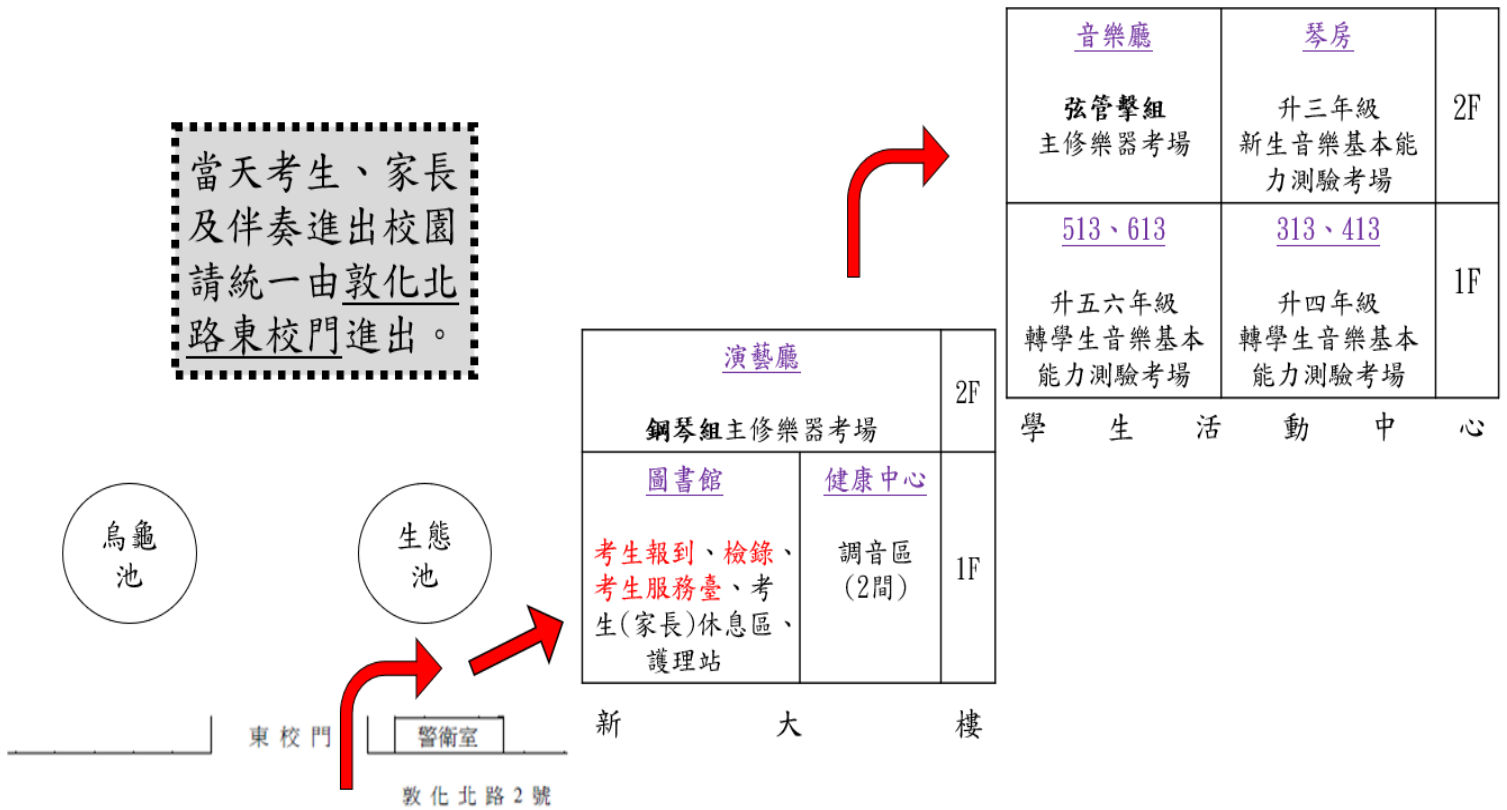 當天考生、家長
及伴奏進出校園
請統一由敦化北
路東校門進出。
音樂廳
弦管擊組
主修樂器考場
琴房
升三年級
新生音樂基本能
力測驗考場
2F
513、613
升五六年級
轉學生音樂基本
能力測驗考場
313、413
升四年級
轉學生音樂基本
能力測驗考場
1F
學生活動中心
演藝廳
鋼琴組主修樂器考場
2F
圖書館
考生報到、檢錄、
考生服務臺、考
生(家長)休息區、
護理站
健康中心
調音區
(2間)
1F
新大樓
烏龜
池
生態
池
東校門
警衛室
敦化北路2號